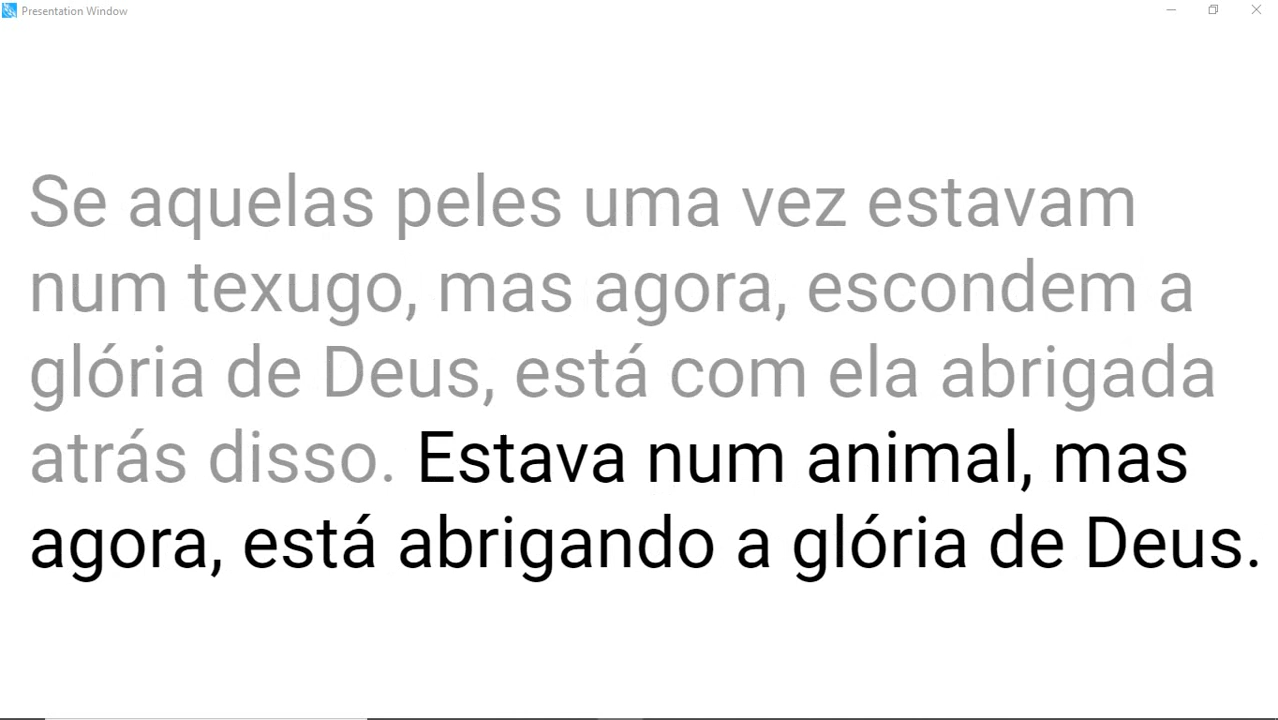 Presentation Window
Se aquelas peles uma vez estavam
num texugo, mas agora, escondem a
glória de Deus, está com ela abrigada
atrás disso. Estava num animal, mas
agora, está abrigando a glória de Deus.